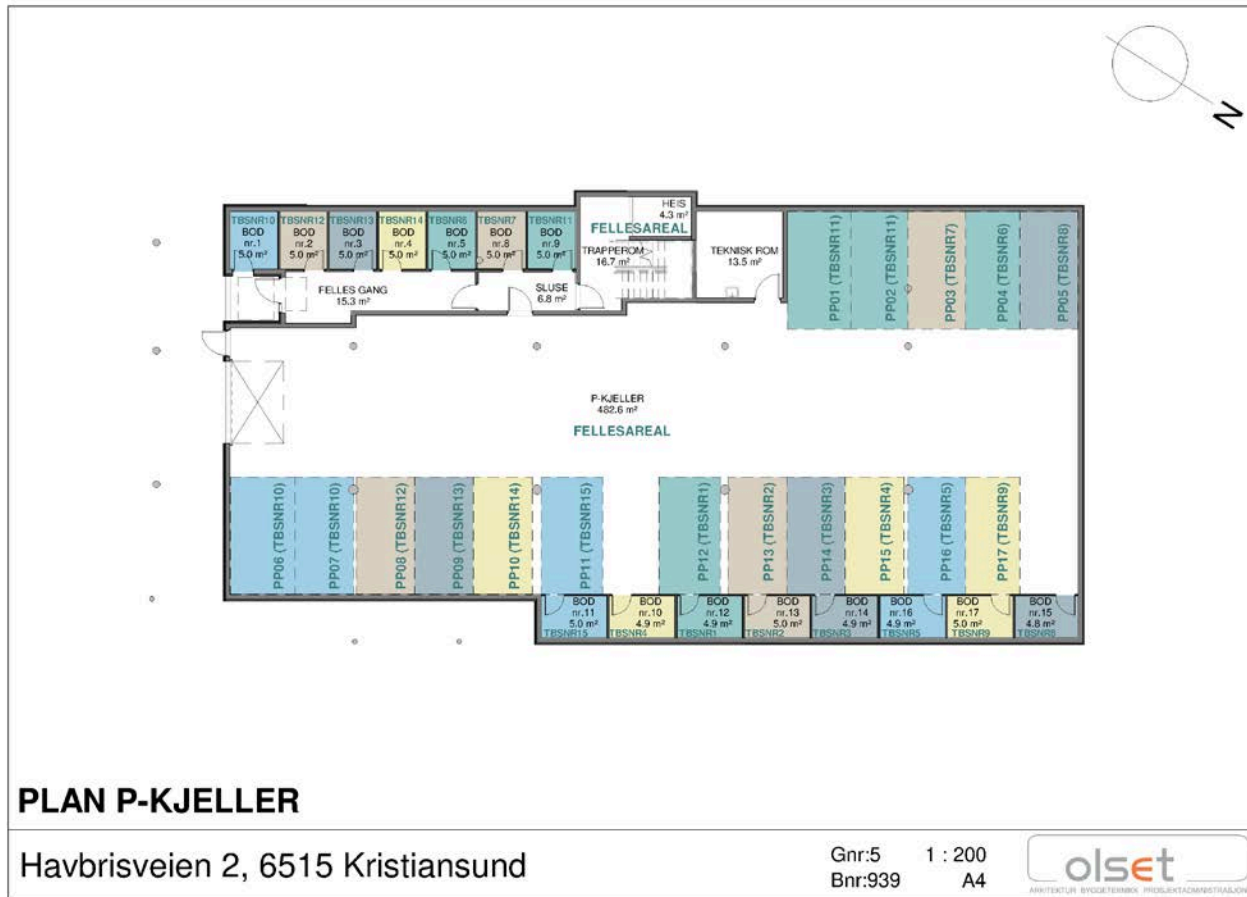 N
TBSNR10
BOD
nr.1
5.0 m²
TBSNR12
BOD
nr.2
5.0 m²
TBSNR13
BOD
nr.3
5.0 m²
TBSNR14
BOD
nr.4
5.0 m²
TBSNR6
BOD
nr.5
5.0 m²
TBSNR7
BOD
nr.8
5.0 m²
TBSNR11
BOD
nr.9
5.0 m²
HEIS
4.3 m²
FELLESAREAL
TRAPPEROM
16.7 m²
TEKNISK ROM
13.5 m²
FELLES GANG
15.3 m²
SLUSE
6.8 m²
PP01 (TBSNR11)
PP02 (TBSNR11)
PP03 (TBSNR7)
PP04 (TBSNR6)
PP05 (TBSNR8)
P-KJELLER
482.6 m²
FELLESAREAL
PP06 (TBSNR10)
PP07 (TBSNR10)
PP08 (TBSNR12)
PP09 (TBSNR13)
PP10 (TBSNR14)
PP11 (TBSNR15)
PP12 (TBSNR1)
PP13 (TBSNR2)
PP14 (TBSNR3)
PP15 (TBSNR4)
PP16 (TBSNR5)
PP17 (TBSNR9)
BOD
nr.11
5.0 m²
TBSNR15
BOD
nr.10
4.9 m²
TBSNR4
BOD
nr.12
4.9 m²
TBSNR1
BOD
nr.13
5.0 m²
TBSNR2
BOD
nr.14
4.9 m²
TBSNR3
BOD
nr.16
4.9 m²
TBSNR5
BOD
nr.17
5.0 m²
TBSNR9
BOD
nr.15
4.8 m²
TBSNR8
PLAN P-KJELLER
Havbrisveien 2, 6515 Kristiansund
Gnr:5 1 : 200
Bnr:939 A4
olset
ARKITEKTUR BYGGETEKNIKK PROSJEKTADMINISTRASJON